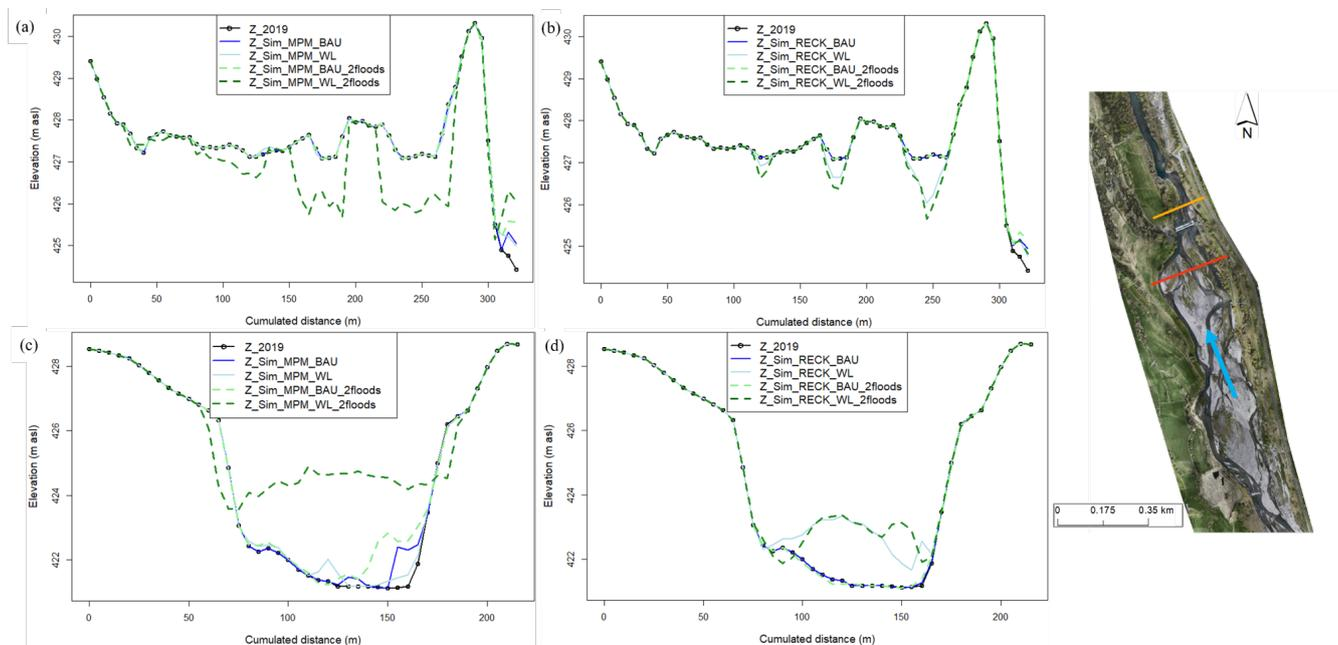 (a)
Z_2019
Z_Sim_MPM_BAU
Z_Sim_MPM_WL
Z_Sim_MPM_BAU_2floods
Z_Sim_MPM_WL_2floods
Elevation (m asl)
430
429
428
427
426
425
0 50 100 150 200 250 300
Cumulated distance (m)
(b)
Z_2019
Z_Sim_RECK_BAU
Z_Sim_RECK_WL
Z_Sim_RECK_BAU_2floods
Z_Sim_RECK_WL_2floods
Elevation (m asl)
430
429
428
427
426
425
0 50 100 150 200 250 300
Cumulated distance (m)
(c)
Z_2019
Z_Sim_MPM_BAU
Z_Sim_MPM_WL
Z_Sim_MPM_BAU_2floods
Z_Sim_MPM_WL_2floods
Elevation (m asl)
428
426
424
422
0 50 100 150 200
Cumulated distance (m)
(d)
Z_2019
Z_Sim_RECK_BAU
Z_Sim_RECK_WL
Z_Sim_RECK_BAU_2floods
Z_Sim_RECK_WL_2floods
Elevation (m asl)
428
426
424
422
0 50 100 150 200
Cumulated distance (m)
N
0 0.175 0.35 km